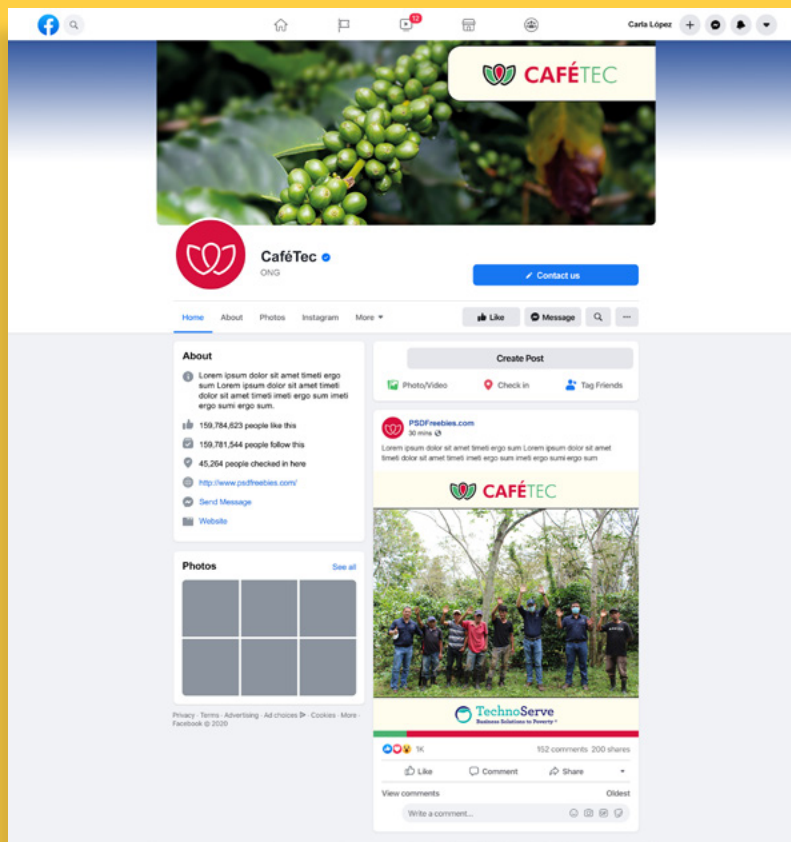 12
Carla López
CAFÉTEC
CaféTec
ONG
Contact us
Home About Photos Instagram More
Like Message
About
Lorem ipsum dolor sit amet timeti ergo
sum Lorem ipsum dolor sit amet timeti
dolor sit amet timeti imeti ergo sum imeti
ergo sumi ergo sum.
159,784,623 people like this
159,781,544 people follow this
45,264 people checked in here
http://www.psdfreebies.com/
Send Message
Website
Photos See all
Privacy · Terms · Advertising · Ad choices · Cookies · More ·
Facebook © 2020
Create Post
Photo/Video Check in Tag Friends
PSDFreebies.com
30 mins
Lorem ipsum dolor sit amet timeti ergo sum Lorem ipsum dolor sit amet
timeti dolor sit amet timeti imeti ergo sum imeti ergo sumi ergo sum
CAFÉTEC
TechnoServe
Business Solutions to Poverty
1K 152 comments 200 shares
Like Comment Share
View comments Oldest
Write a comment...